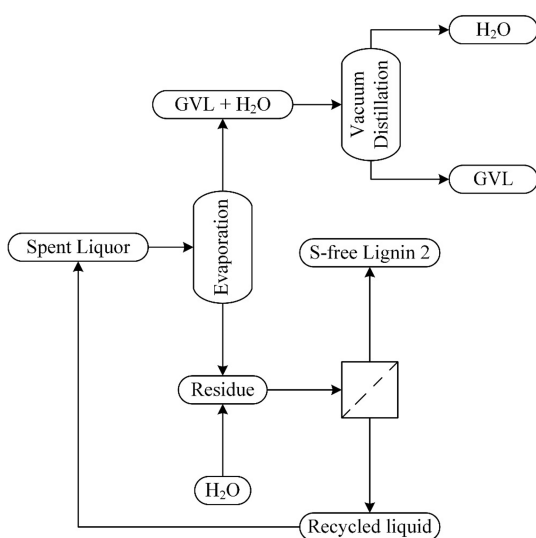 H₂O
GVL + H₂O
Vacuum
Distillation
GVL
Spent Liquor
Evaporation
S-free Lignin 2
Residue
H₂O
Recycled liquid